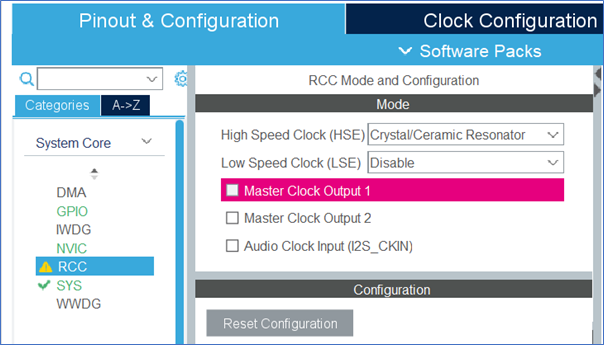 Pinout & Configuration
Clock Configuration
Software Packs
Categories
A->Z
System Core
DMA
GPIO
IWDG
NVIC
RCC
SYS
WWDG
RCC Mode and Configuration
Mode
High Speed Clock (HSE) Crystal/Ceramic Resonator
Low Speed Clock (LSE) Disable
Master Clock Output 1
Master Clock Output 2
Audio Clock Input (I2S_CKIN)
Configuration
Reset Configuration